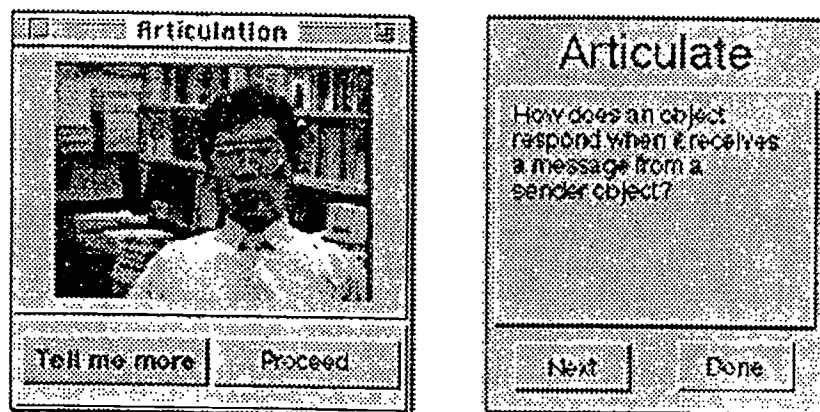 Articulation
Tell me more
Proceed
Articulate
How does an object
respond when it receives
a message from a
sender object?
Next
Done